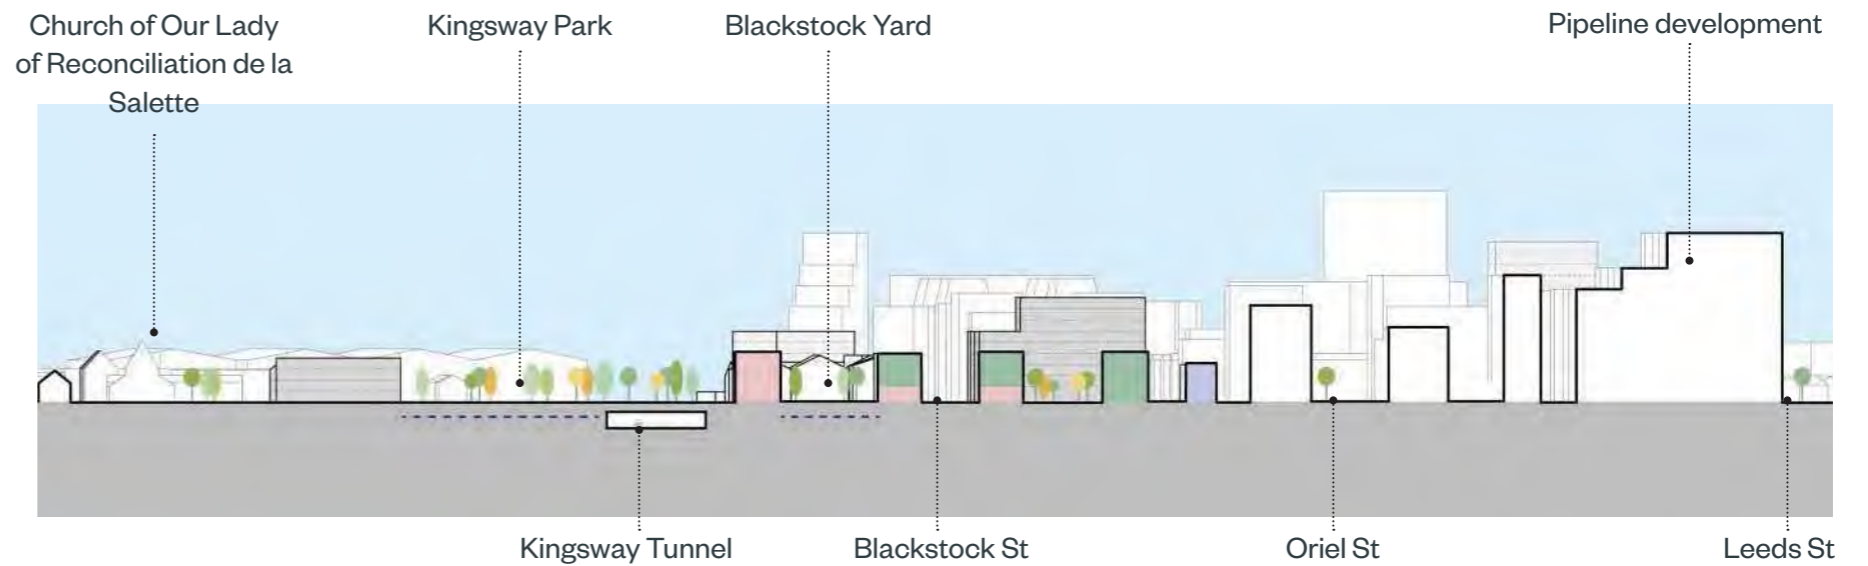 Church of Our Lady
of Reconciliation de la
Salette
Kingsway Park
Blackstock Yard
Pipeline development
Kingsway Tunnel
Blackstock St
Oriel St
Leeds St